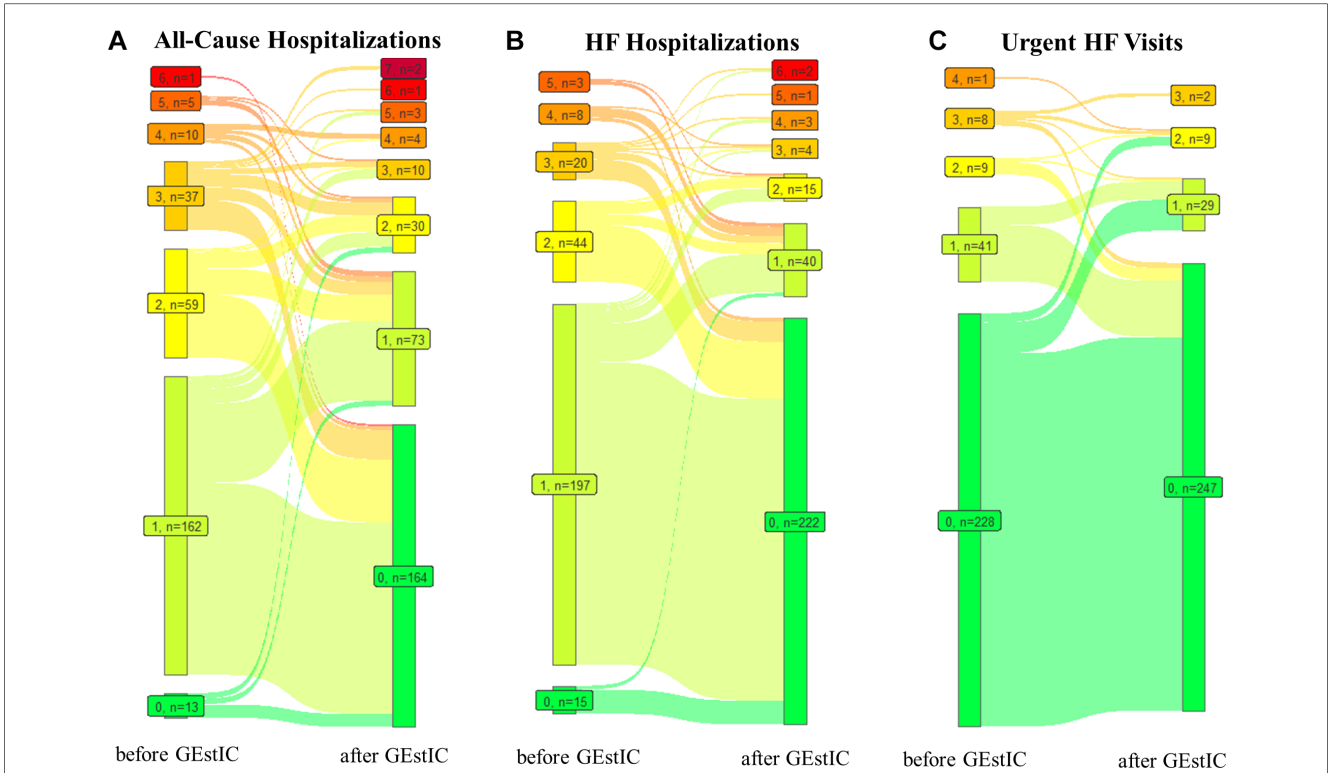 A All-Cause Hospitalizations
6, n=1
5, n=5
4, n=10
3, n=37
2, n=59
1, n=162
0, n=13
7, n=2
6, n=1
5, n=3
4, n=4
3, n=10
2, n=30
1, n=73
0, n=164
before GEstIC
after GEstIC
B HF Hospitalizations
5, n=3
4, n=8
3, n=20
2, n=44
1, n=197
0, n=15
6, n=2
5, n=1
4, n=3
3, n=4
2, n=15
1, n=40
0, n=222
before GEstIC
after GEstIC
C Urgent HF Visits
4, n=1
3, n=8
2, n=9
1, n=41
0, n=228
3, n=2
2, n=9
1, n=29
0, n=247
before GEstIC
after GEstIC